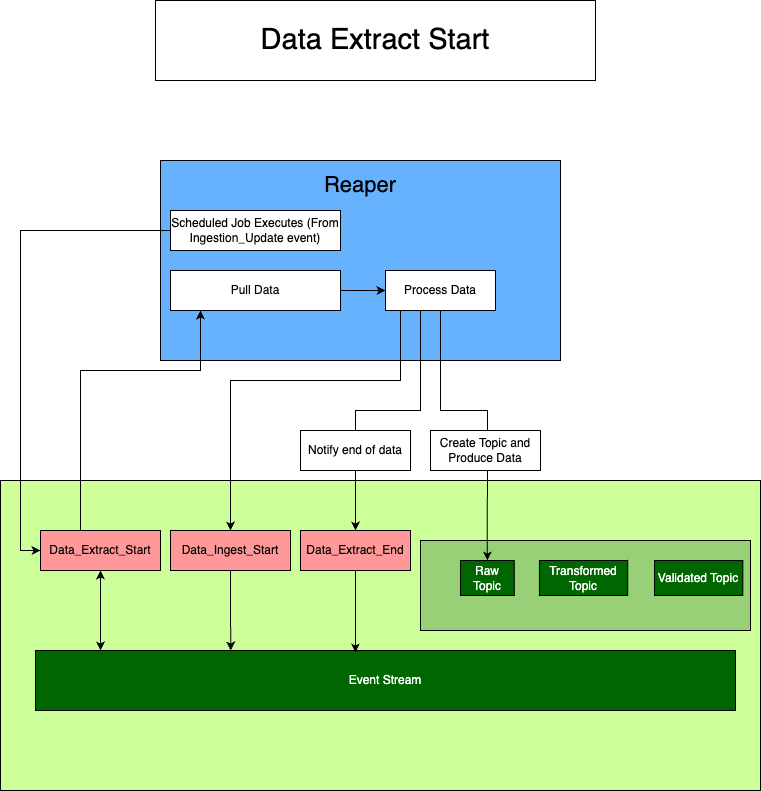 Data Extract Start
Reaper
Scheduled Job Executes (From
Ingestion_Update event)
Pull Data
Process Data
Notify end of data
Create Topic and
Produce Data
Data_Extract_Start
Data_Ingest_Start
Data_Extract_End
Raw
Topic
Transformed
Topic
Validated Topic
Event Stream